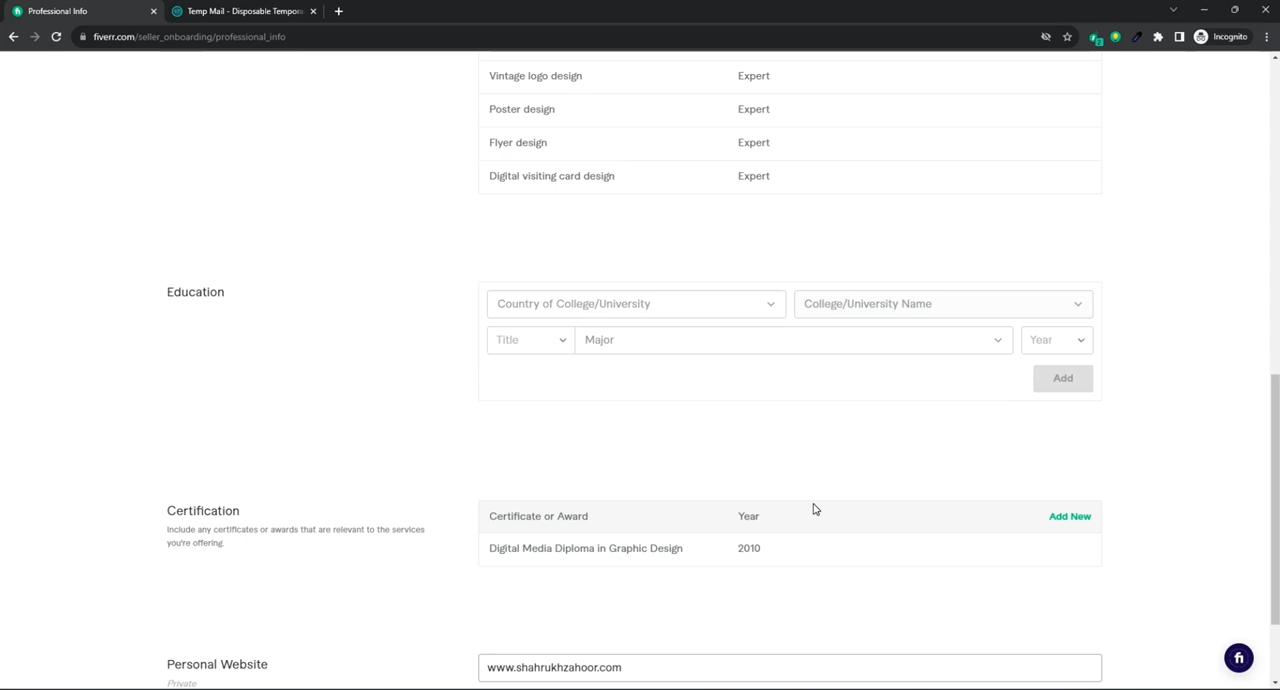 Professional Info
Temp Mail - Disposable Tempora
fiverr.com/seller_onboarding/professional_info
2
Incognito
Vintage logo design Expert
Poster design Expert
Flyer design Expert
Digital visiting card design Expert
Education
Country of College/University College/University Name
Title Major Year
Add
Certification
Include any certificates or awards that are relevant to the services
you're offering.
Certificate or Award Year Add New
Digital Media Diploma in Graphic Design 2010
Personal Website
www.shahrukhzahoor.com
Private
fi